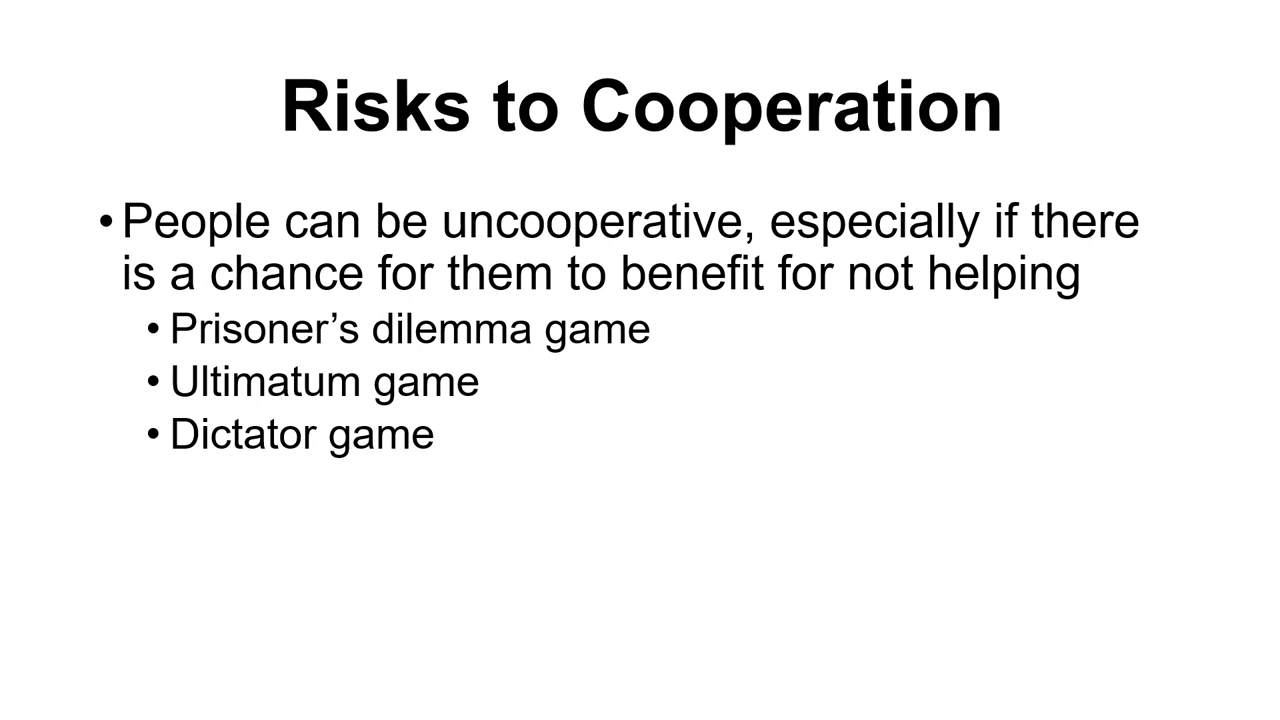 Risks to Cooperation
•People can be uncooperative, especially if there
is a chance for them to benefit for not helping
•Prisoner’s dilemma game
•Ultimatum game
•Dictator game